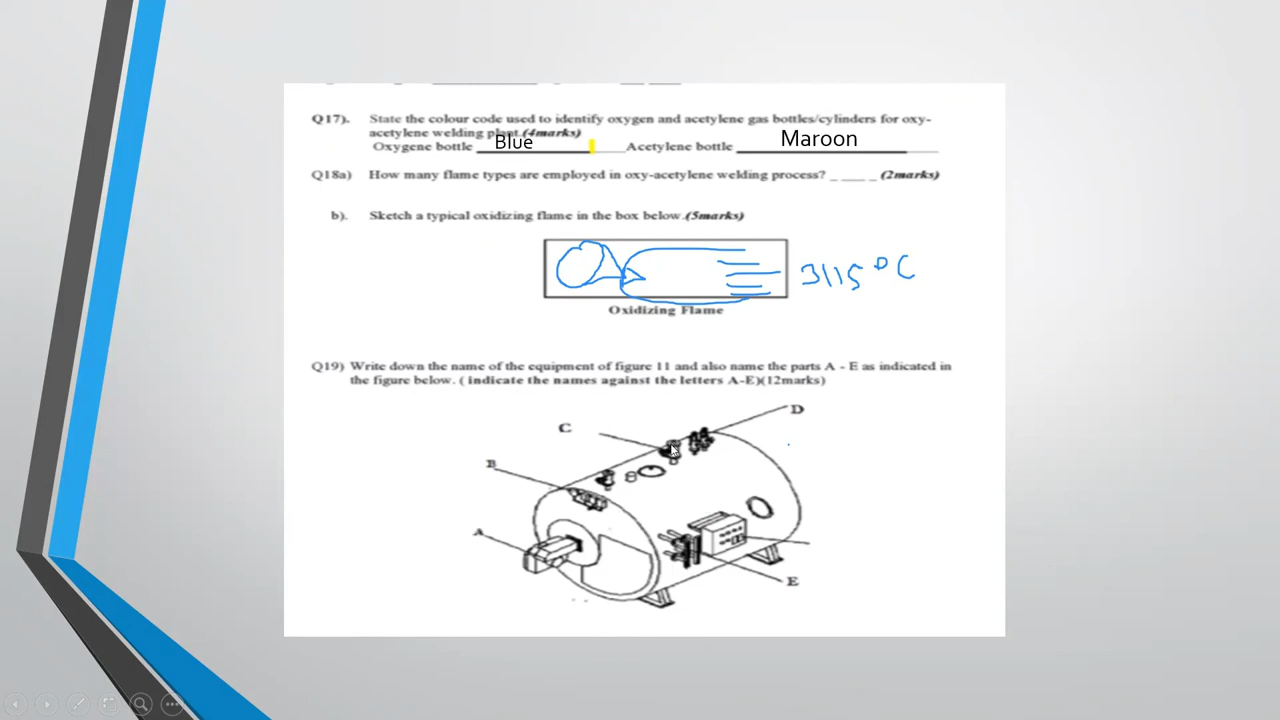 Q17). State the colour code used to identify oxygen and acetylene gas bottles/cylinders for oxy-
acetylene welding plant.(4marks)
Oxygene bottle Blue Acetylene bottle Maroon
Q18a) How many flame types are employed in oxy-acetylene welding process? _ ____ _ (2marks)
b). Sketch a typical oxidizing flame in the box below.(5marks)
3115°C
Oxidizing Flame
Q19) Write down the name of the equipment of figure 11 and also name the parts A - E as indicated in
the figure below. ( indicate the names against the letters A-E)(12marks)
D
C
B
A
E